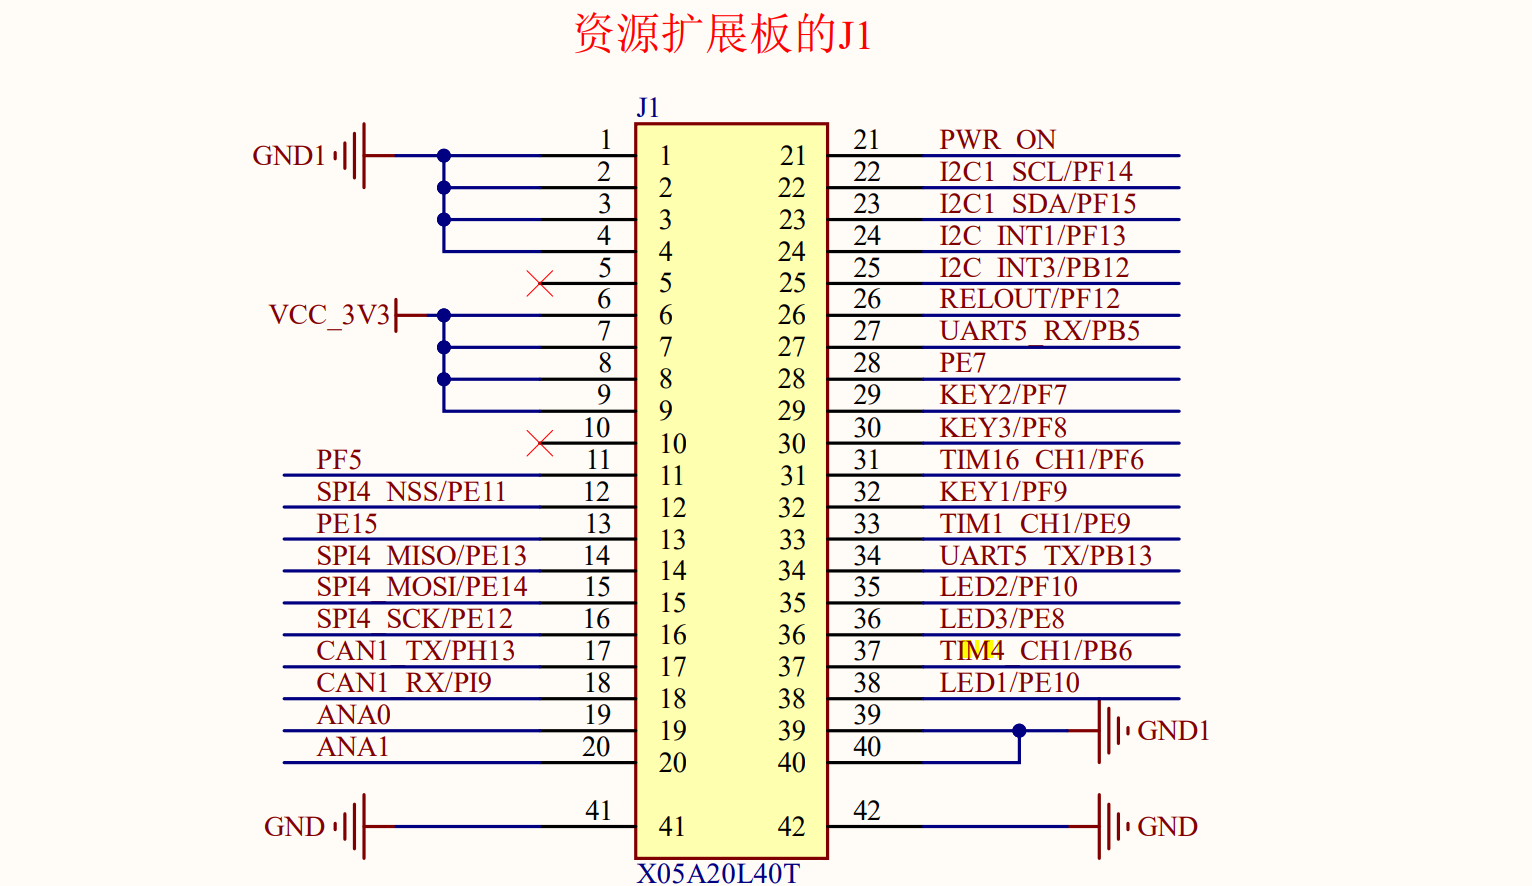 资源扩展板的J1
J1
GND1 1 1 21 21 PWR_ON
2 2 22 22 I2C1_SCL/PF14
3 3 23 23 I2C1_SDA/PF15
4 4 24 24 I2C_INT1/PF13
5 5 25 25 I2C_INT3/PB12
VCC_3V3 6 6 26 26 RELOUT/PF12
7 7 27 27 UART5_RX/PB5
8 8 28 28 PE7
9 9 29 29 KEY2/PF7
10 10 30 30 KEY3/PF8
PF5 11 11 31 31 TIM16_CH1/PF6
SPI4_NSS/PE11 12 12 32 32 KEY1/PF9
PE15 13 13 33 33 TIM1_CH1/PE9
SPI4_MISO/PE13 14 14 34 34 UART5_TX/PB13
SPI4_MOSI/PE14 15 15 35 35 LED2/PF10
SPI4_SCK/PE12 16 16 36 36 LED3/PE8
CAN1_TX/PH13 17 17 37 37 TIM4_CH1/PB6
CAN1_RX/PI9 18 18 38 38 LED1/PE10
ANA0 19 19 39 39 GND1
ANA1 20 20 40 40
GND 41 41 42 42 GND
X05A20L40T